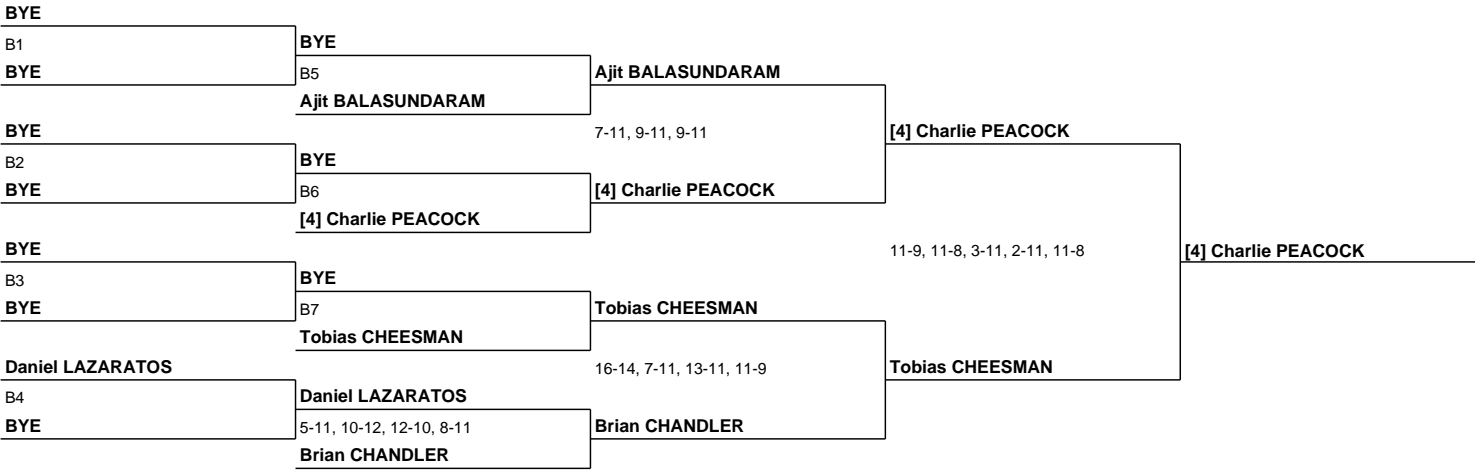 BYE
B1
BYE
BYE
B5
Ajit BALASUNDARAM
Ajit BALASUNDARAM
BYE
B2
BYE
BYE
B6
[4] Charlie PEACOCK
[4] Charlie PEACOCK
7-11, 9-11, 9-11
[4] Charlie PEACOCK
BYE
B3
BYE
BYE
B7
Tobias CHEESMAN
Tobias CHEESMAN
Daniel LAZARATOS
B4
BYE
Daniel LAZARATOS
5-11, 10-12, 12-10, 8-11
Brian CHANDLER
Brian CHANDLER
16-14, 7-11, 13-11, 11-9
Tobias CHEESMAN
11-9, 11-8, 3-11, 2-11, 11-8
[4] Charlie PEACOCK